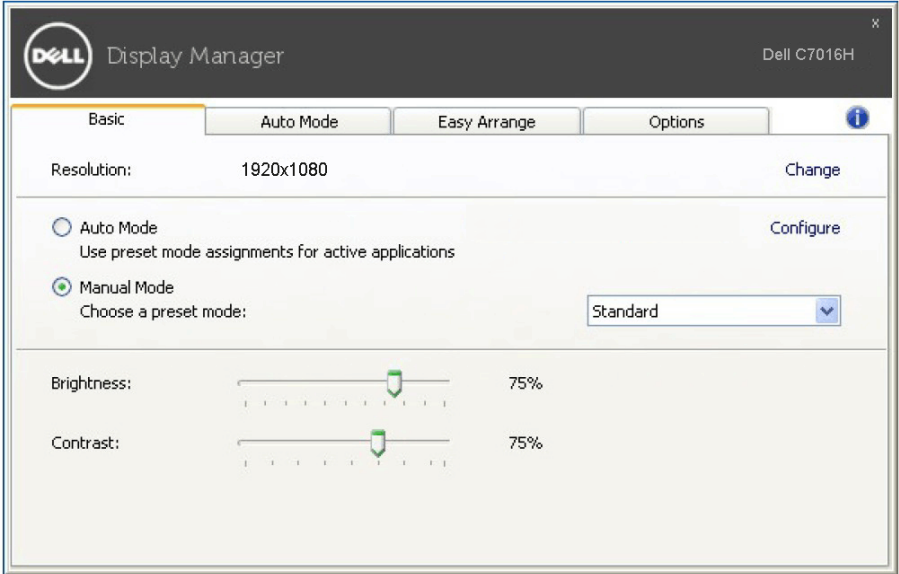 x
DELL Display Manager Dell C7016H
Basic Auto Mode Easy Arrange Options i
Resolution: 1920x1080 Change
Auto Mode Configure
Use preset mode assignments for active applications
Manual Mode
Choose a preset mode: Standard
Brightness: 75%
Contrast: 75%